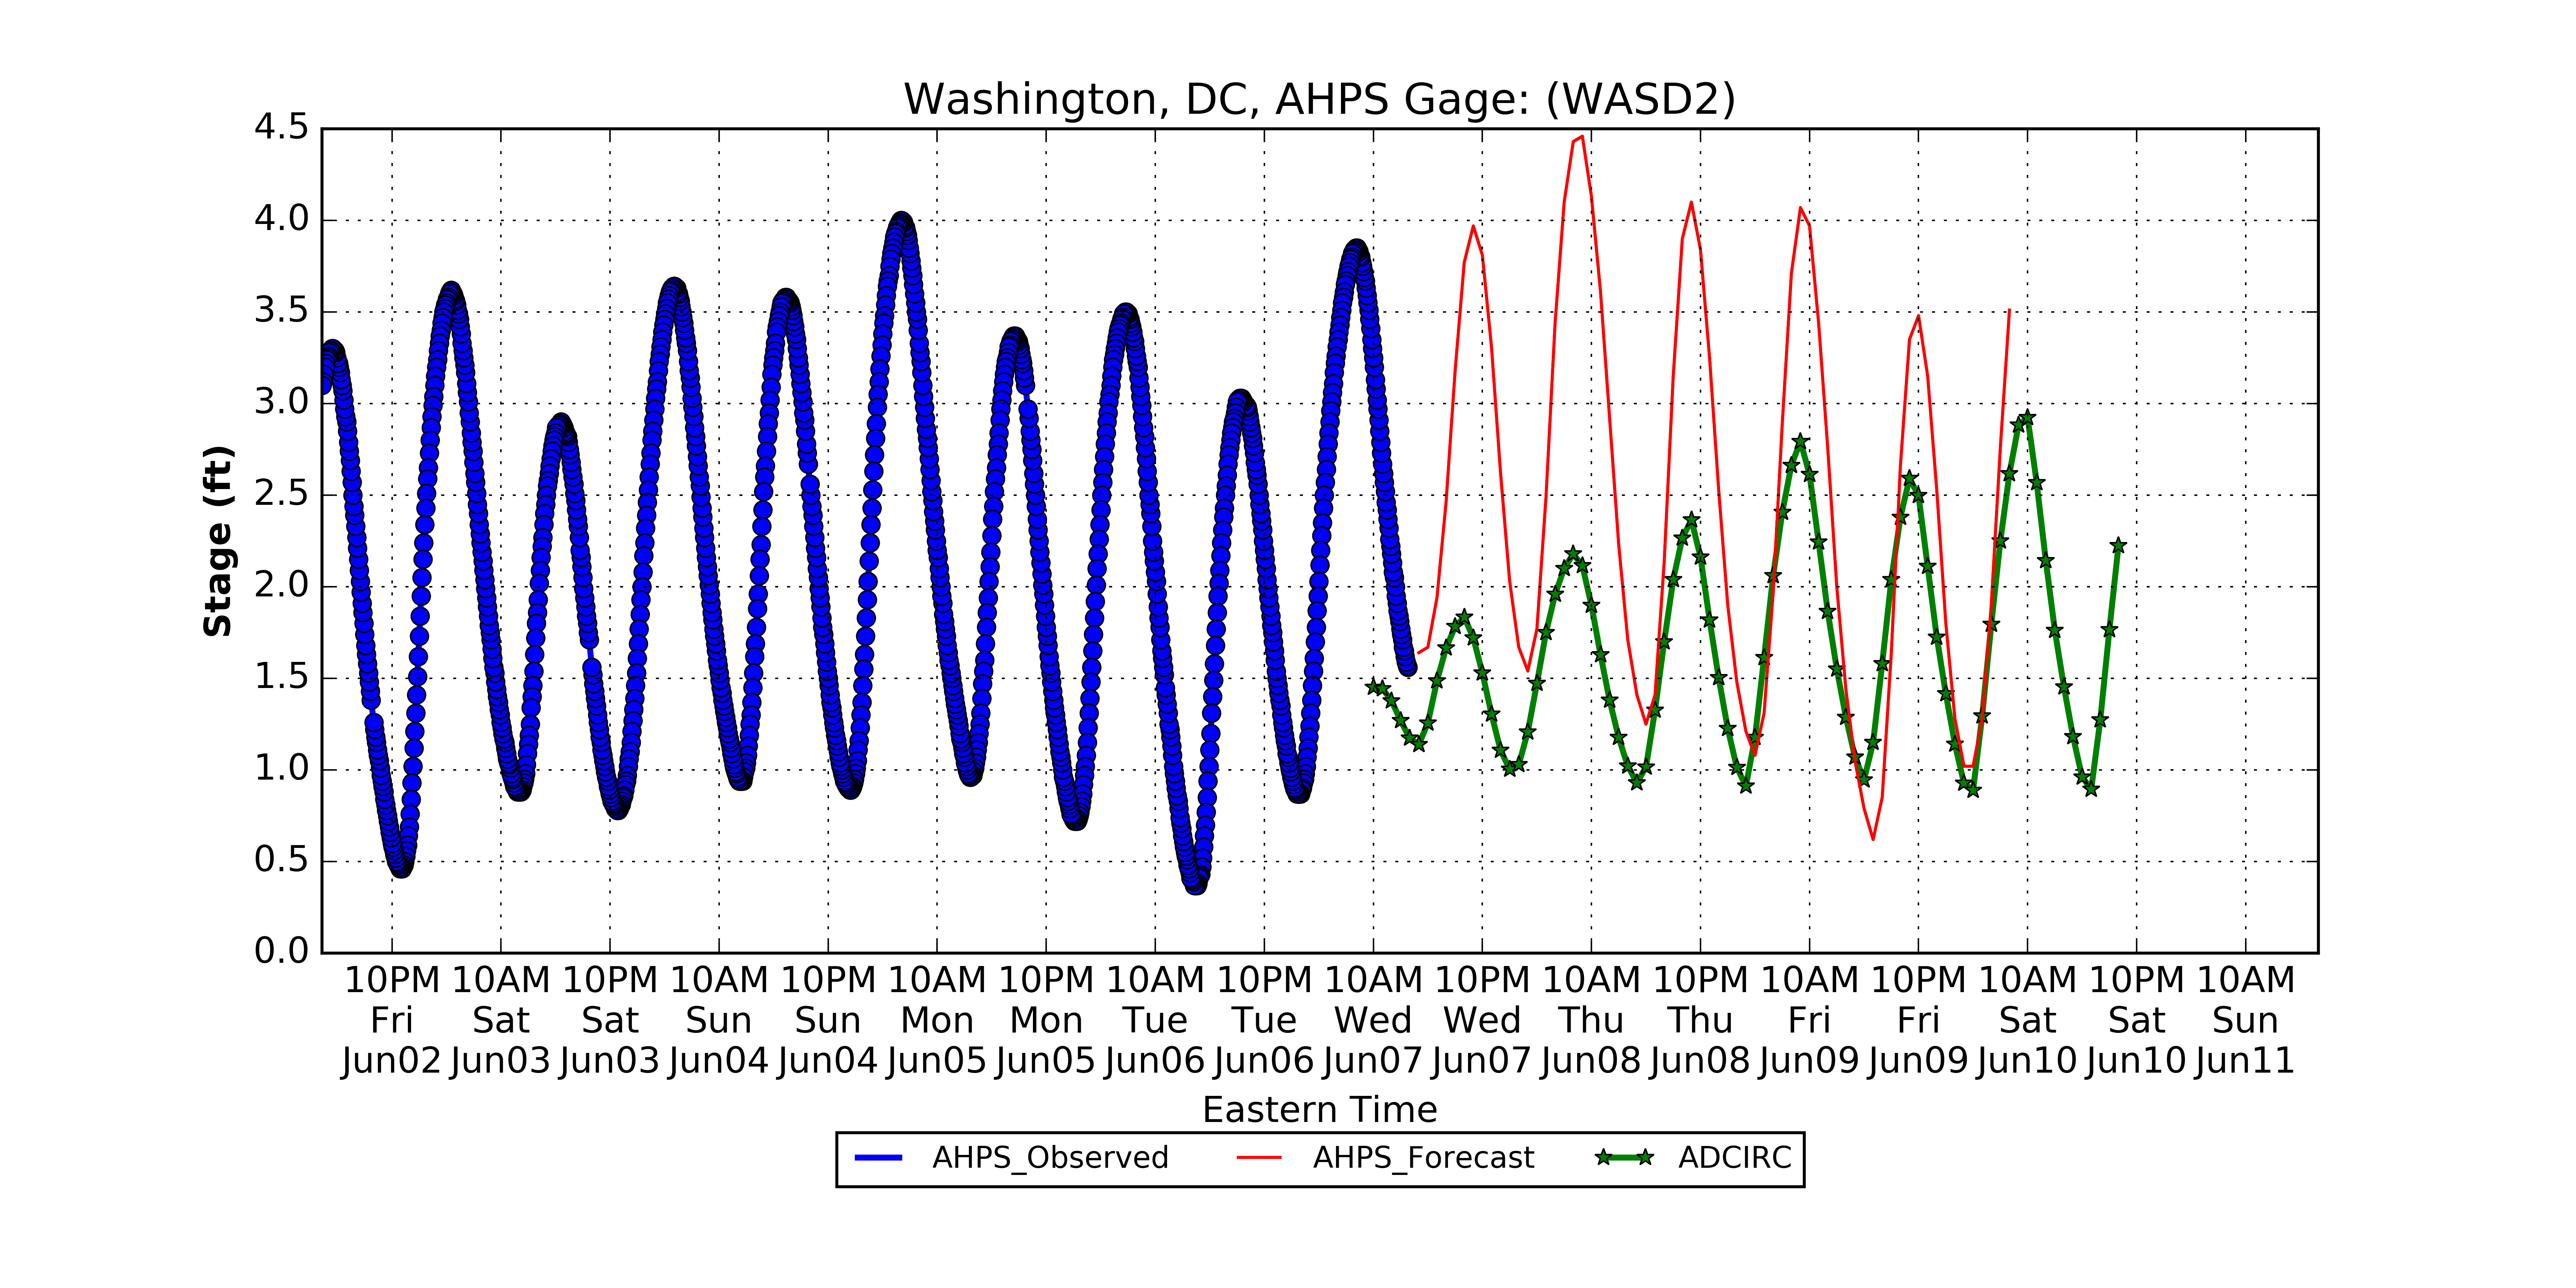 Washington, DC, AHPS Gage: (WASD2)
4.5
4.0
3.5
3.0
2.5
2.0
1.5
1.0
0.5
0.0
Stage (ft)
10PM 10AM 10PM 10AM 10PM 10AM 10PM 10AM 10PM 10AM 10PM 10AM 10PM 10AM 10PM 10AM 10PM 10AM
Fri Sat Sat Sun Sun Mon Mon Tue Tue Wed Wed Thu Thu Fri Fri Sat Sat Sun
Jun02 Jun03 Jun03 Jun04 Jun04 Jun05 Jun05 Jun06 Jun06 Jun07 Jun07 Jun08 Jun08 Jun09 Jun09 Jun10 Jun10 Jun11
Eastern Time
AHPS_Observed AHPS_Forecast ADCIRC